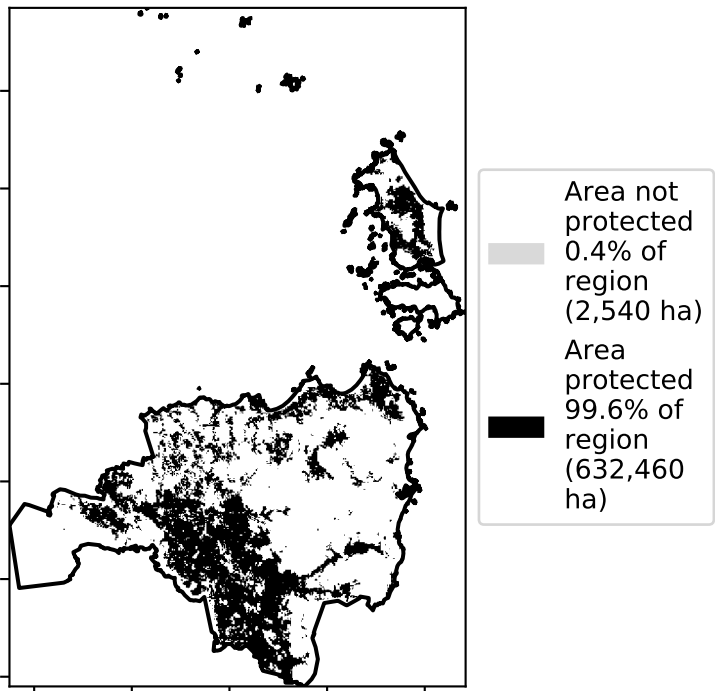 Area not
protected
0.4% of
region
(2,540 ha)
Area
protected
99.6% of
region
(632,460
ha)